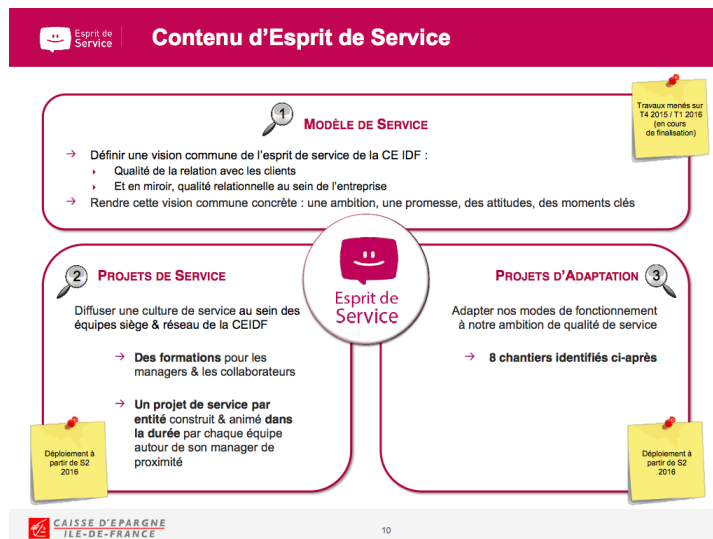 Esprit de
Service
Contenu d'Esprit de Service
Travaux menés sur
T4 2015 / T1 2016
(en cours
de finalisation)
1
MODÈLE DE SERVICE
→ Définir une vision commune de l'esprit de service de la CE IDF :
Qualité de la relation avec les clients
Et en miroir, qualité relationnelle au sein de l'entreprise
→ Rendre cette vision commune concrète : une ambition, une promesse, des attitudes, des moments clés
2
PROJETS DE SERVICE
Diffuser une culture de service au sein des
équipes siège & réseau de la CEIDF
→ Des formations pour les
managers & les collaborateurs
→ Un projet de service par
entité construit & animé dans
la durée par chaque équipe
autour de son manager de
proximité
Déploiement à
partir de S2
2016
Esprit de
Service
PROJETS D'ADAPTATION
3
Adapter nos modes de fonctionnement
à notre ambition de qualité de service
→ 8 chantiers identifiés ci-après
Déploiement à
partir de S2
2016
CAISSE D'EPARGNE
ILE-DE-FRANCE
10